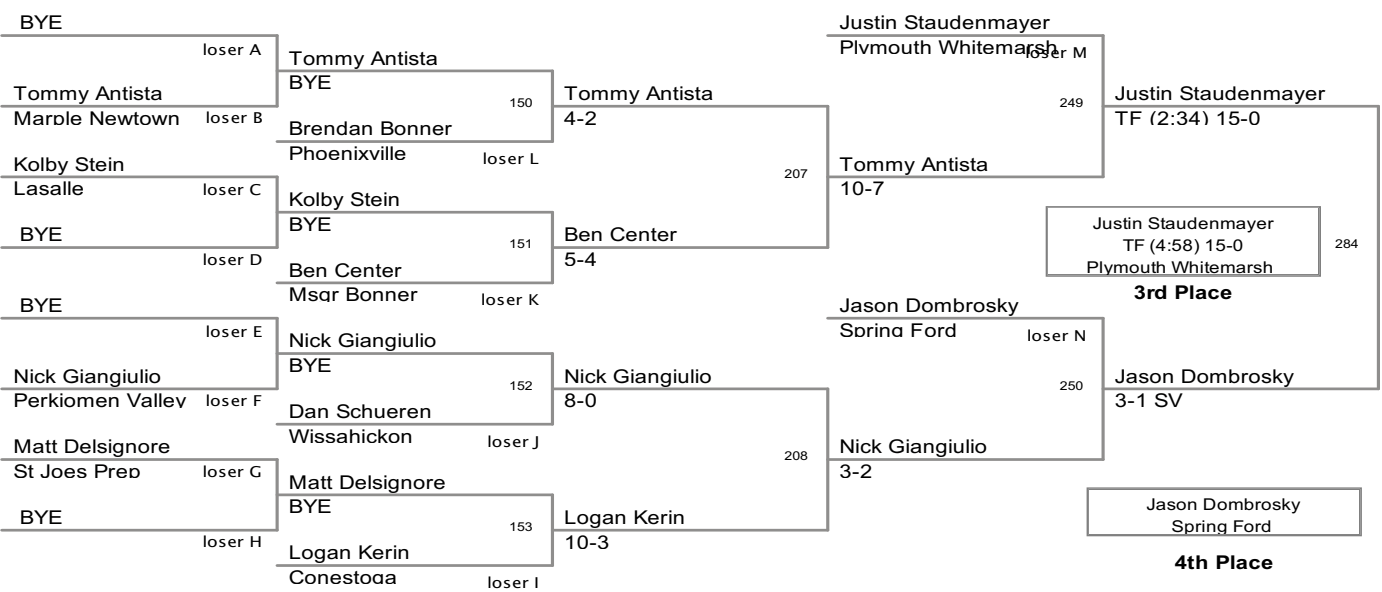 BYE
loser A
Tommy Antista
Marple Newtown
loser B
Kolby Stein
Lasalle
loser C
BYE
loser D
BYE
loser E
Nick Giangiulio
Perkiomen Valley
loser F
Matt Delsignore
St Joes Prep
loser G
BYE
loser H
Tommy Antista
BYE
150
Brendan Bonner
Phoenixville
loser L
Kolby Stein
BYE
151
Ben Center
Msgr Bonner
loser K
Nick Giangiulio
BYE
152
Dan Schueren
Wissahickon
loser J
Matt Delsignore
BYE
153
Logan Kerin
Conestoga
loser I
Tommy Antista
4-2
207
Ben Center
5-4
Nick Giangiulio
8-0
208
Logan Kerin
10-3
Justin Staudenmayer
Plymouth Whitemarsh
loser M
249
Tommy Antista
10-7
Jason Dombrosky
Spring Ford
loser N
250
Nick Giangiulio
3-2
Justin Staudenmayer
TF (2:34) 15-0
Justin Staudenmayer
TF (4:58) 15-0
Plymouth Whitemarsh
284
3rd Place
Jason Dombrosky
3-1 SV
Jason Dombrosky
Spring Ford
4th Place